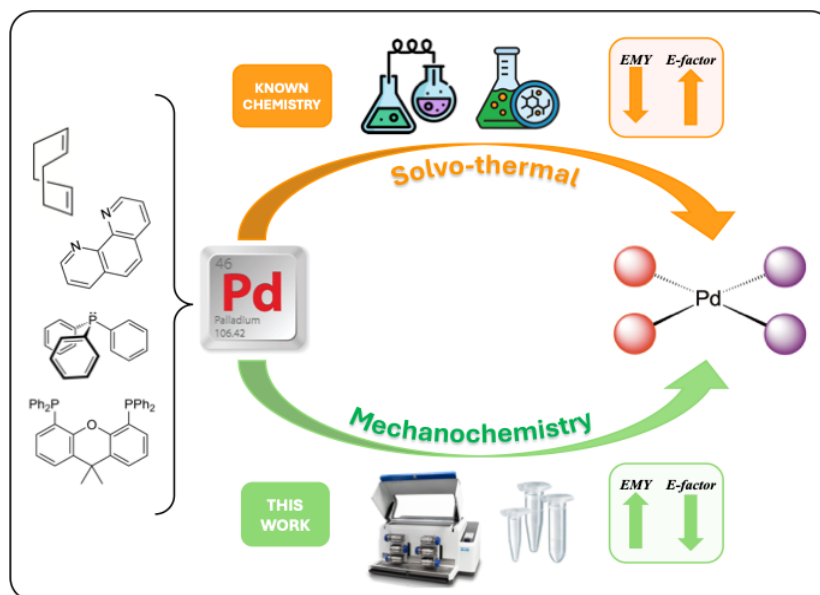 KNOWN
CHEMISTRY
EMY E-factor
Solvo-thermal
N
N
46
Pd
Palladium
106.42
Pd
P
Ph2P PPh2
O
Mechanochemistry
THIS
WORK
EMY E-factor